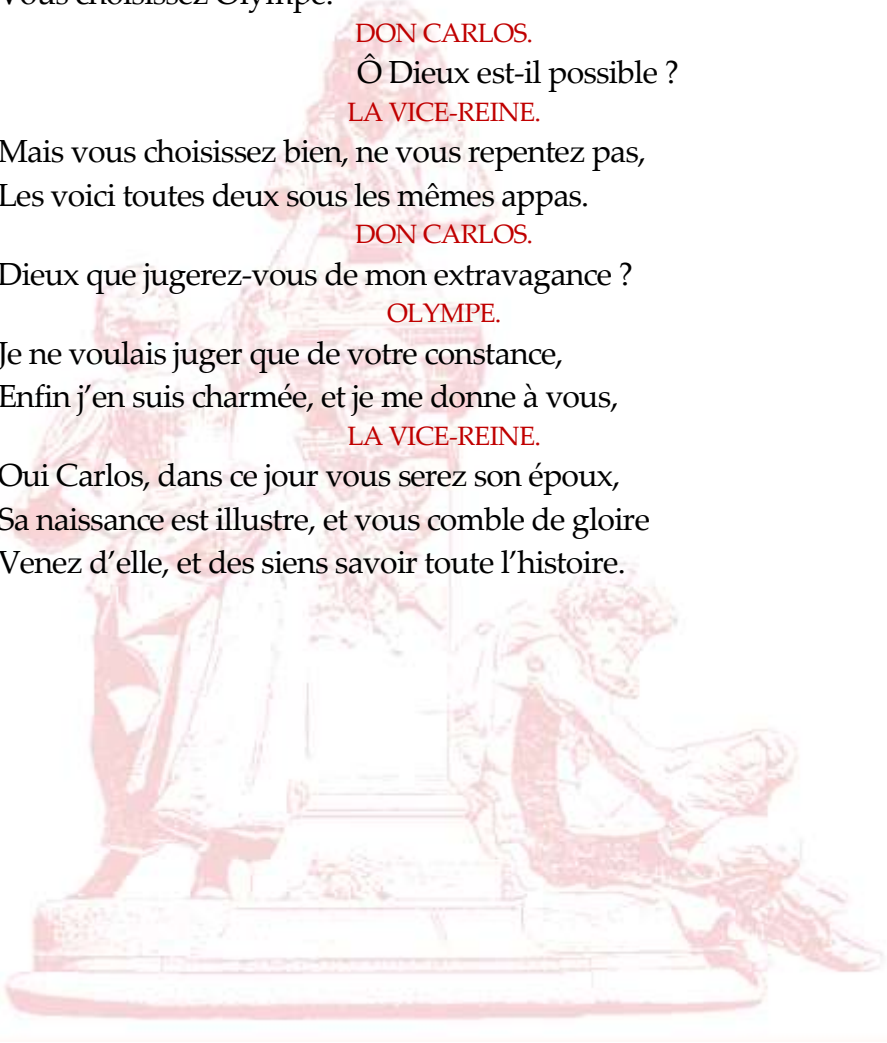 Vous choisissez Olympe.
DON CARLOS.
Ô Dieux est-il possible ?
LA VICE-REINE.
Mais vous choisissez bien, ne vous repentez pas,
Les voici toutes deux sous les mêmes appas.
DON CARLOS.
Dieux que jugerez-vous de mon extravagance ?
OLYMPE.
Je ne voulais juger que de votre constance,
Enfin j’en suis charmée, et je me donne à vous,
LA VICE-REINE.
Oui Carlos, dans ce jour vous serez son époux,
Sa naissance est illustre, et vous comble de gloire
Venez d’elle, et des siens savoir toute l’histoire.